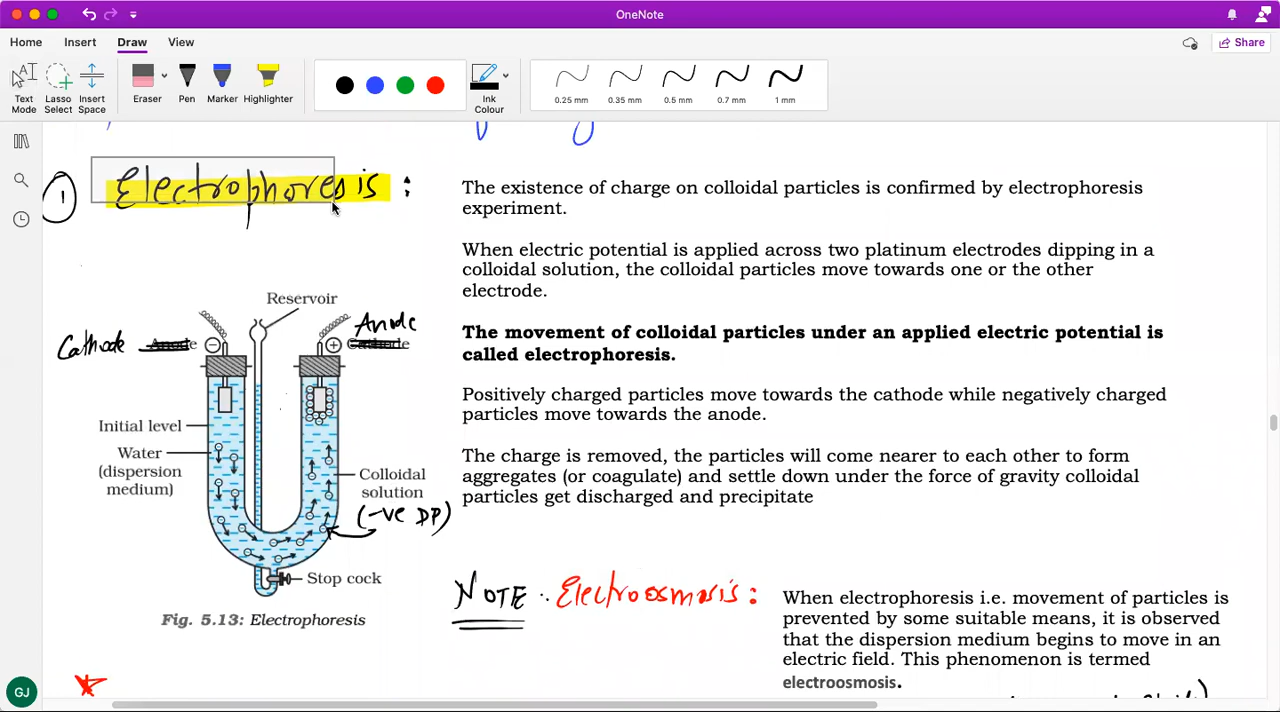 OneNote
Home Insert Draw View
Share
Text Mode
Lasso Select
Insert Space
Eraser
Pen
Marker
Highlighter
Ink Colour
0.25 mm 0.35 mm 0.5 mm 0.7 mm 1 mm
1 Electrophoresis :
The existence of charge on colloidal particles is confirmed by electrophoresis
experiment.
When electric potential is applied across two platinum electrodes dipping in a
colloidal solution, the colloidal particles move towards one or the other
electrode.
The movement of colloidal particles under an applied electric potential is
called electrophoresis.
Positively charged particles move towards the cathode while negatively charged
particles move towards the anode.
The charge is removed, the particles will come nearer to each other to form
aggregates (or coagulate) and settle down under the force of gravity colloidal
particles get discharged and precipitate
Reservoir
Cathode Anode
Anode Cathode
Initial level
Water
(dispersion
medium)
Colloidal
solution
(-ve DP)
Stop cock
Fig. 5.13: Electrophoresis
NOTE : Electroosmosis :
When electrophoresis i.e. movement of particles is
prevented by some suitable means, it is observed
that the dispersion medium begins to move in an
electric field. This phenomenon is termed
electroosmosis.
GJ